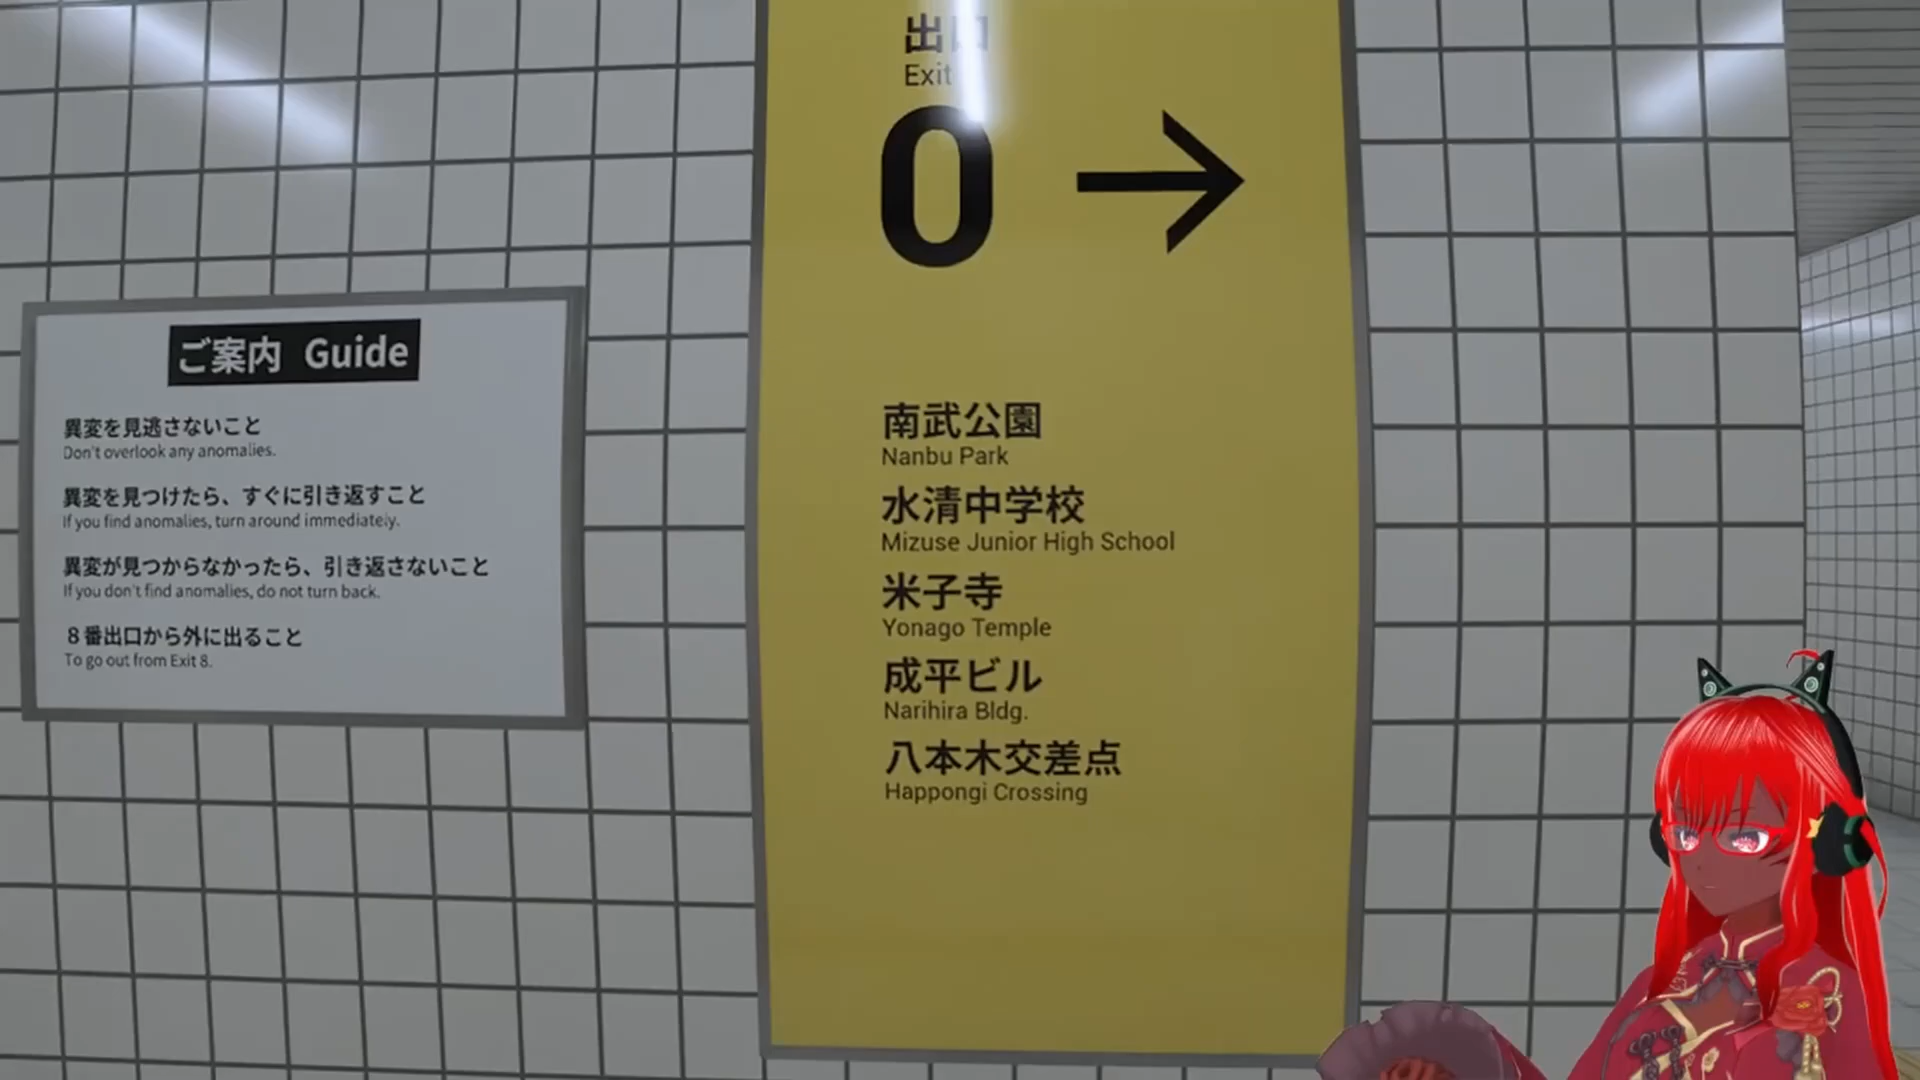 ご案内 Guide
異変を見逃さないこと
Don't overlook any anomalies.
異変を見つけたら、すぐに引き返すこと
If you find anomalies, turn around immediately.
異変が見つからなかったら、引き返さないこと
If you don't find anomalies, do not turn back.
8番出口から外に出ること
To go out from Exit 8.
出口
Exit
0 →
南武公園
Nanbu Park
水清中学校
Mizuse Junior High School
米子寺
Yonago Temple
成平ビル
Narihira Bldg.
八本木交差点
Happongi Crossing